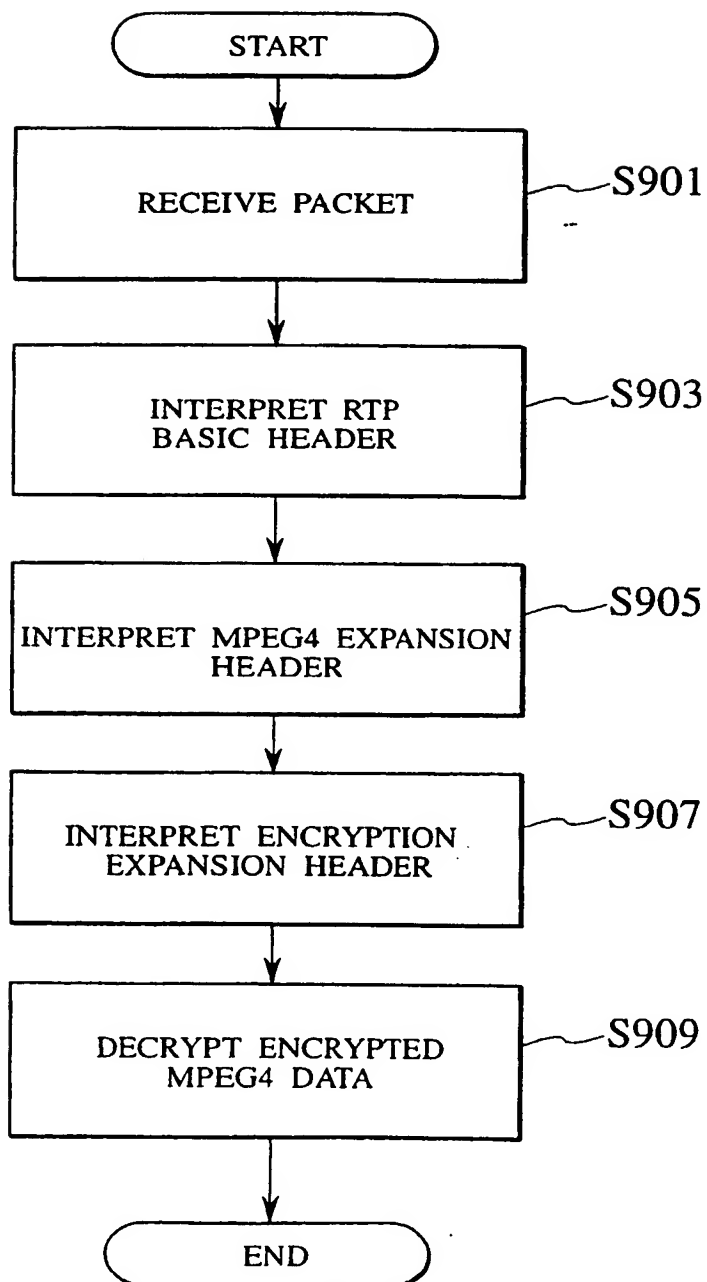 START
RECEIVE PACKET
S901
INTERPRET RTP
BASIC HEADER
S903
INTERPRET MPEG4 EXPANSION
HEADER
S905
INTERPRET ENCRYPTION
EXPANSION HEADER
S907
DECRYPT ENCRYPTED
MPEG4 DATA
S909
END